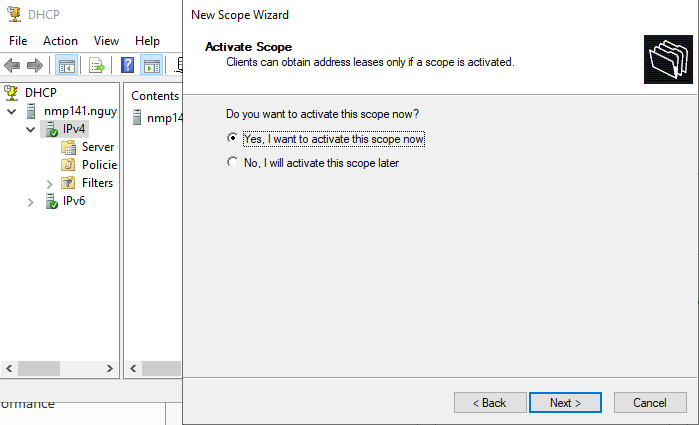 DHCP
File Action View Help
DHCP
nmp141.nguy
IPv4
Server
Policie
Filters
IPv6
Contents
nmp14
ormance
New Scope Wizard
Activate Scope
Clients can obtain address leases only if a scope is activated.
Do you want to activate this scope now?
Yes, I want to activate this scope now
No, I will activate this scope later
< Back Next > Cancel